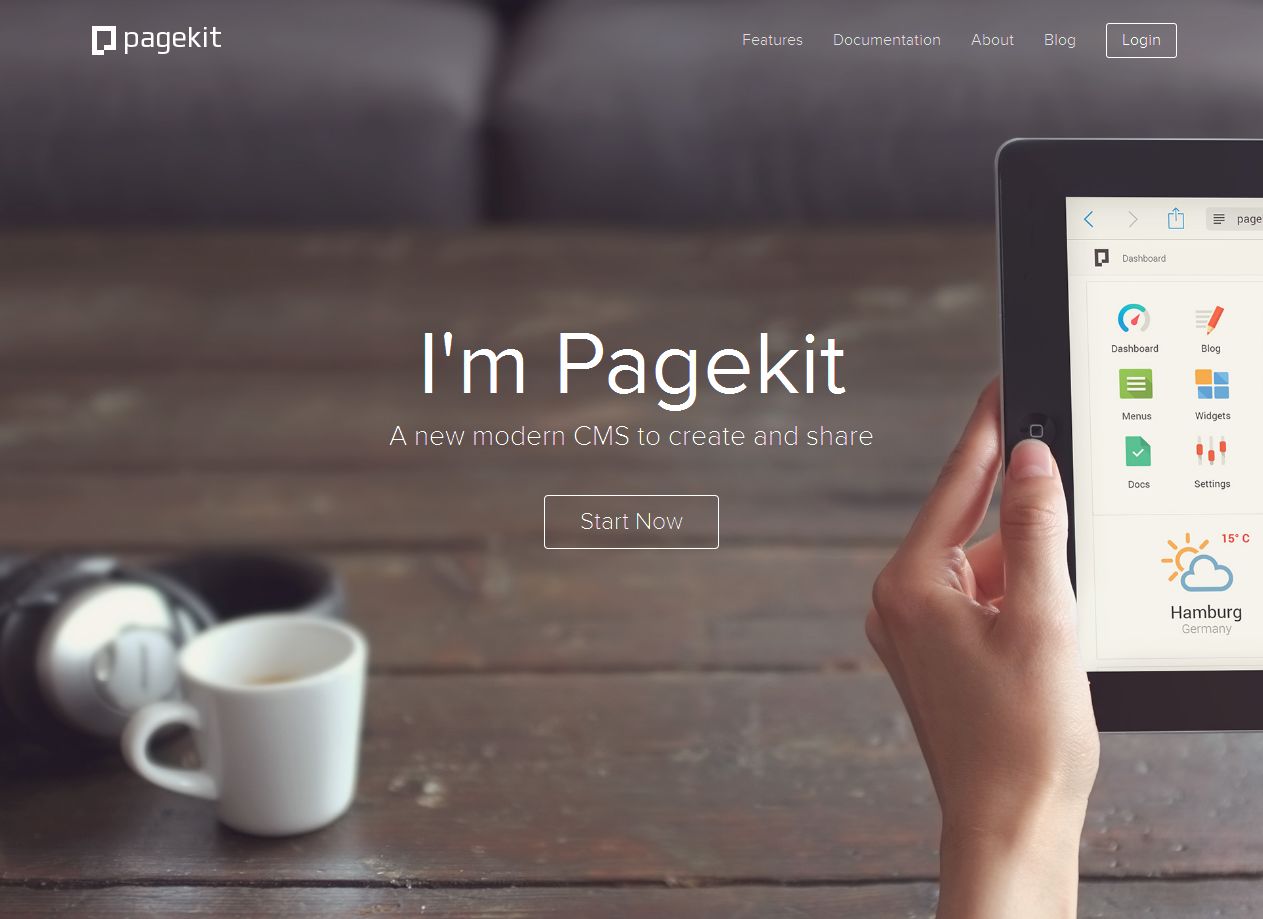 pagekit
Features Documentation About Blog Login
I'm Pagekit
A new modern CMS to create and share
Start Now
page
Dashboard
Dashboard Blog
Menus Widgets
Docs Settings
15° C
Hamburg
Germany